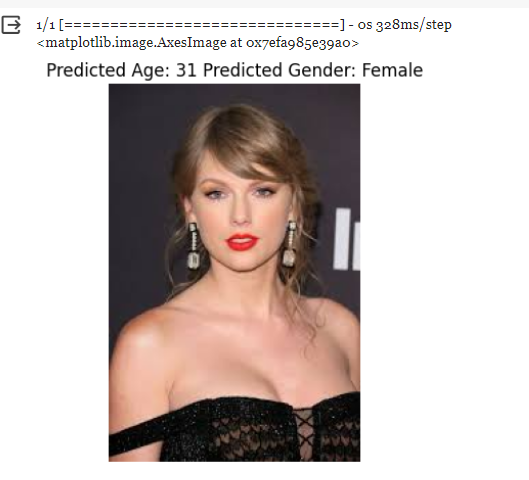 1/1 [==============================] - 0s 328ms/step
<matplotlib.image.AxesImage at 0x7efa985e39a0>
Predicted Age: 31 Predicted Gender: Female